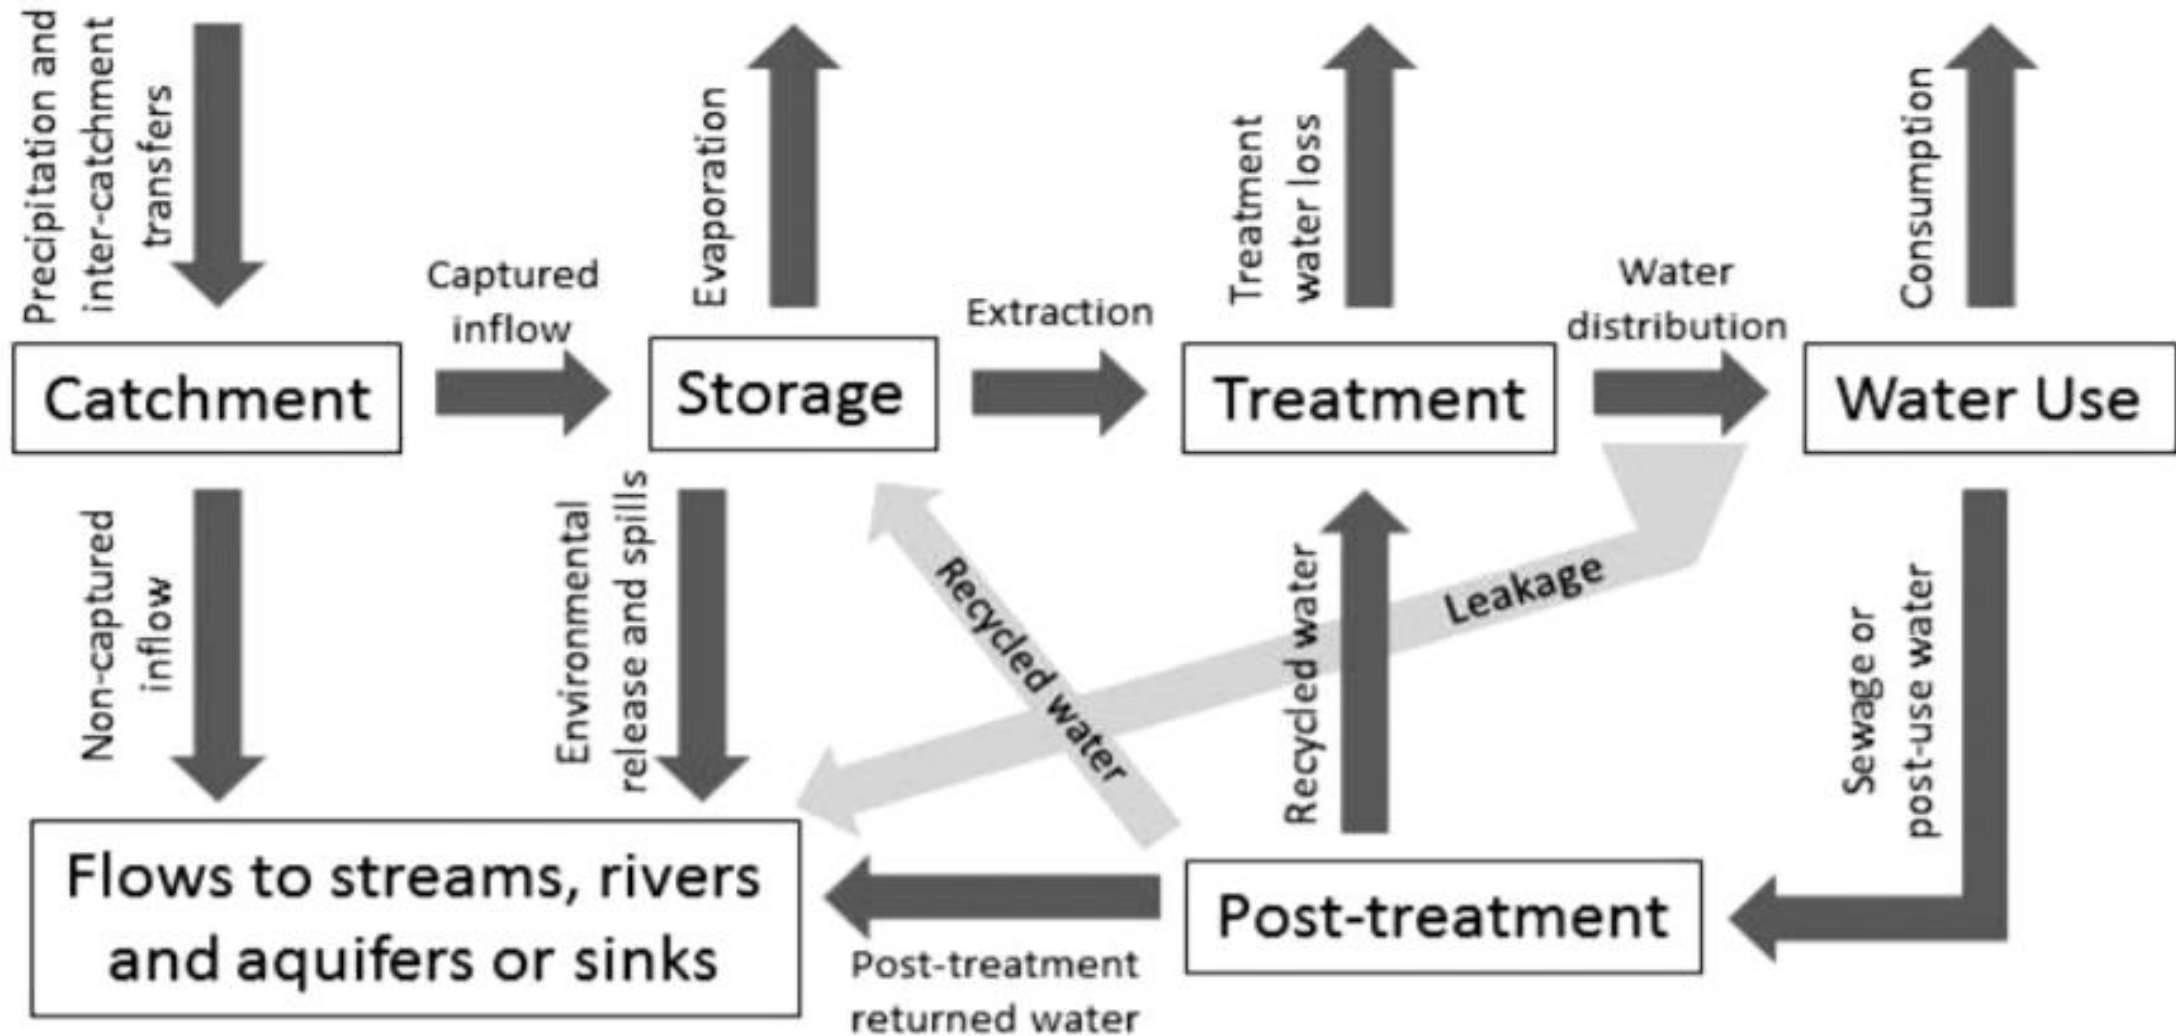 Precipitation and
inter-catchment
transfers
Evaporation
Treatment
water loss
Consumption
Captured
inflow
Extraction
Water
distribution
Catchment
Storage
Treatment
Water Use
Non-captured
inflow
Environmental
release and spills
Recycled water
Recycled water
Leakage
Sewage or
post-use water
Flows to streams, rivers
and aquifers or sinks
Post-treatment
returned water
Post-treatment